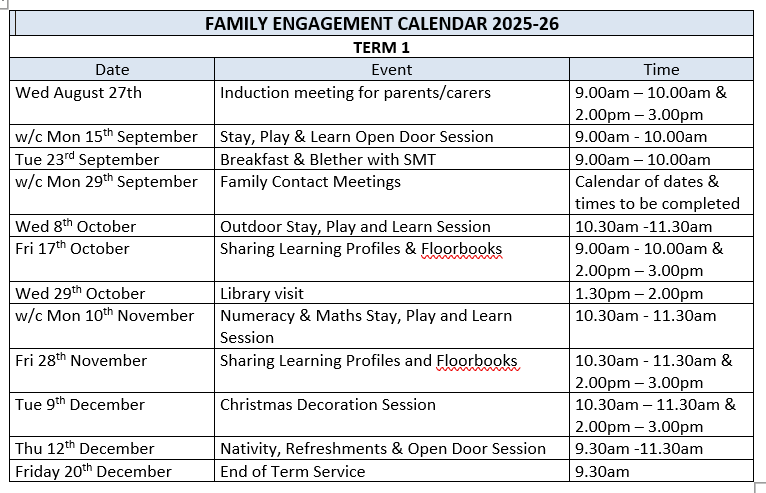 FAMILY ENGAGEMENT CALENDAR 2025-26
TERM 1
Date Event Time
Wed August 27th Induction meeting for parents/carers 9.00am – 10.00am &
2.00pm – 3.00pm
w/c Mon 15th September Stay, Play & Learn Open Door Session 9.00am - 10.00am
Tue 23rd September Breakfast & Blether with SMT 9.00am – 10.00am
w/c Mon 29th September Family Contact Meetings Calendar of dates &
times to be completed
Wed 8th October Outdoor Stay, Play and Learn Session 10.30am -11.30am
Fri 17th October Sharing Learning Profiles & Floorbooks 9.00am - 10.00am &
2.00pm – 3.00pm
Wed 29th October Library visit 1.30pm – 2.00pm
w/c Mon 10th November Numeracy & Maths Stay, Play and Learn 10.30am - 11.30am
Session
Fri 28th November Sharing Learning Profiles and Floorbooks 10.30am - 11.30am &
2.00pm – 3.00pm
Tue 9th December Christmas Decoration Session 10.30am – 11.30am &
2.00pm – 3.00pm
Thu 12th December Nativity, Refreshments & Open Door Session 9.30am -11.30am
Friday 20th December End of Term Service 9.30am